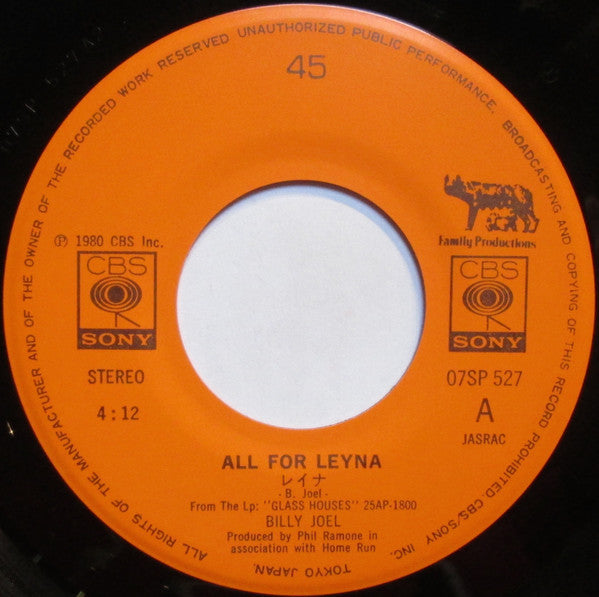 ALL RIGHTS OF THE MANUFACTURER AND OF THE OWNER OF THE RECORDED WORK RESERVED UNAUTHORIZED PUBLIC PERFORMANCE, BROADCASTING AND COPYING OF THIS RECORD PROHIBITED CBS/SONY INC.
TOKYO JAPAN.
45
Family Productions
Ⓟ 1980 CBS Inc.
CBS
SONY
CBS
SONY
STEREO
07SP 527
4:12
A
JASRAC
ALL FOR LEYNA
レイナ
- B. Joel -
From The Lp: "GLASS HOUSES" 25AP-1800
BILLY JOEL
Produced by Phil Ramone in
association with Home Run